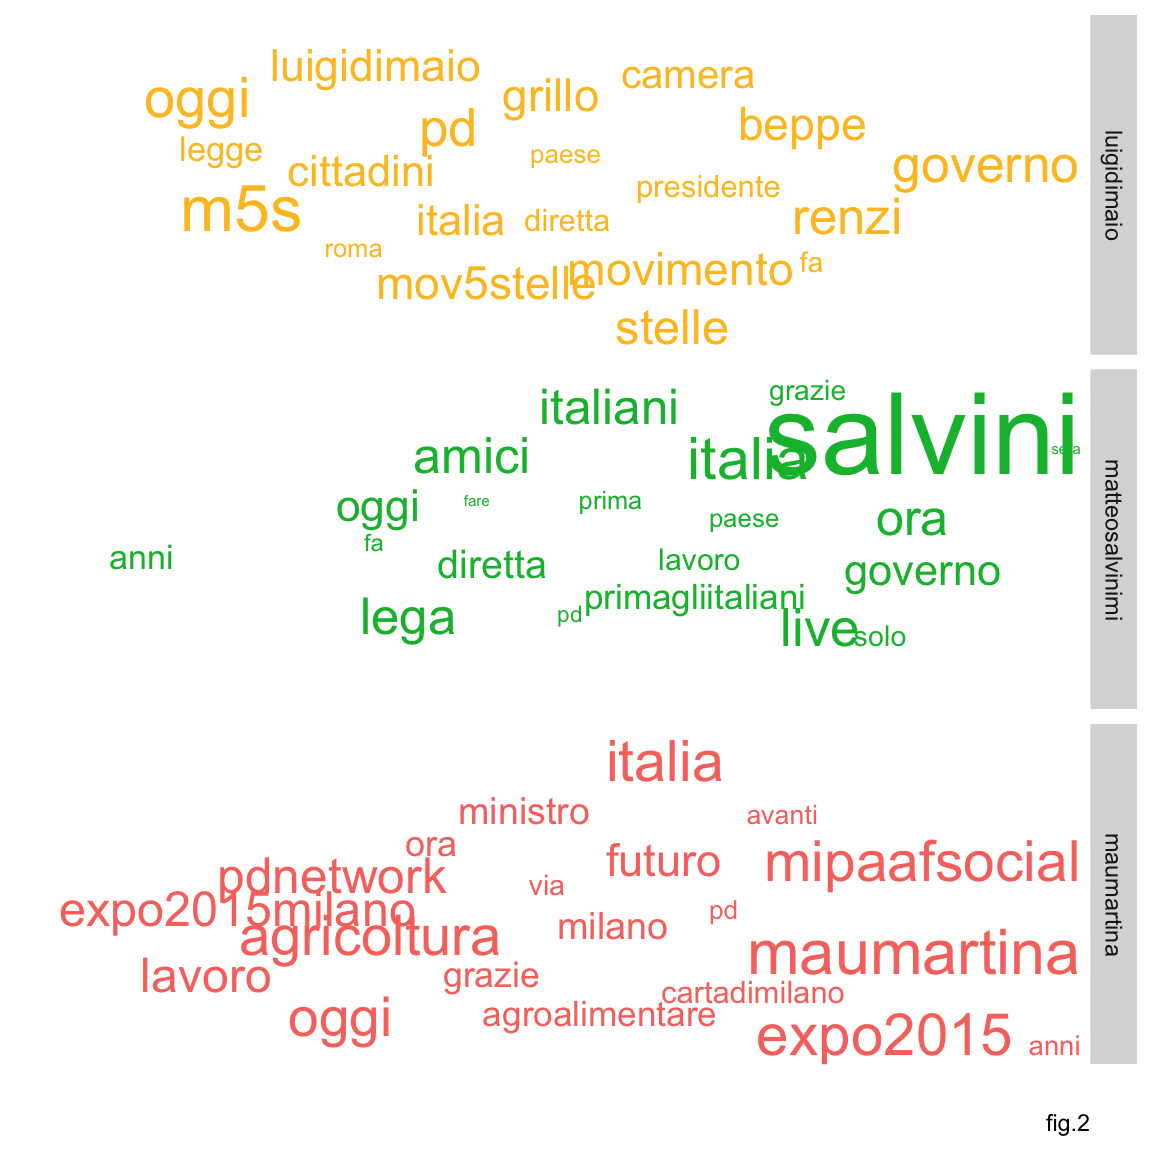 luigidimaio
camera
oggi
grillo
pd
beppe
legge
paese
cittadini
governo
presidente
m5s
italia
diretta
renzi
roma
mov5stelle
movimento
fa
stelle
luigidimaio
grazie
italiani
salvini
amici
italia
sera
oggi
fare
prima
paese
ora
fa
anni
diretta
lavoro
governo
primagliitaliani
lega
pd
live
solo
matteosalvinimi
italia
ministro
avanti
ora
futuro
mipaafsocial
pdnetwork
via
expo2015milano
pd
milano
agricoltura
maumartina
lavoro
grazie
cartadimilano
oggi
agroalimentare
expo2015
anni
maumartina
fig.2